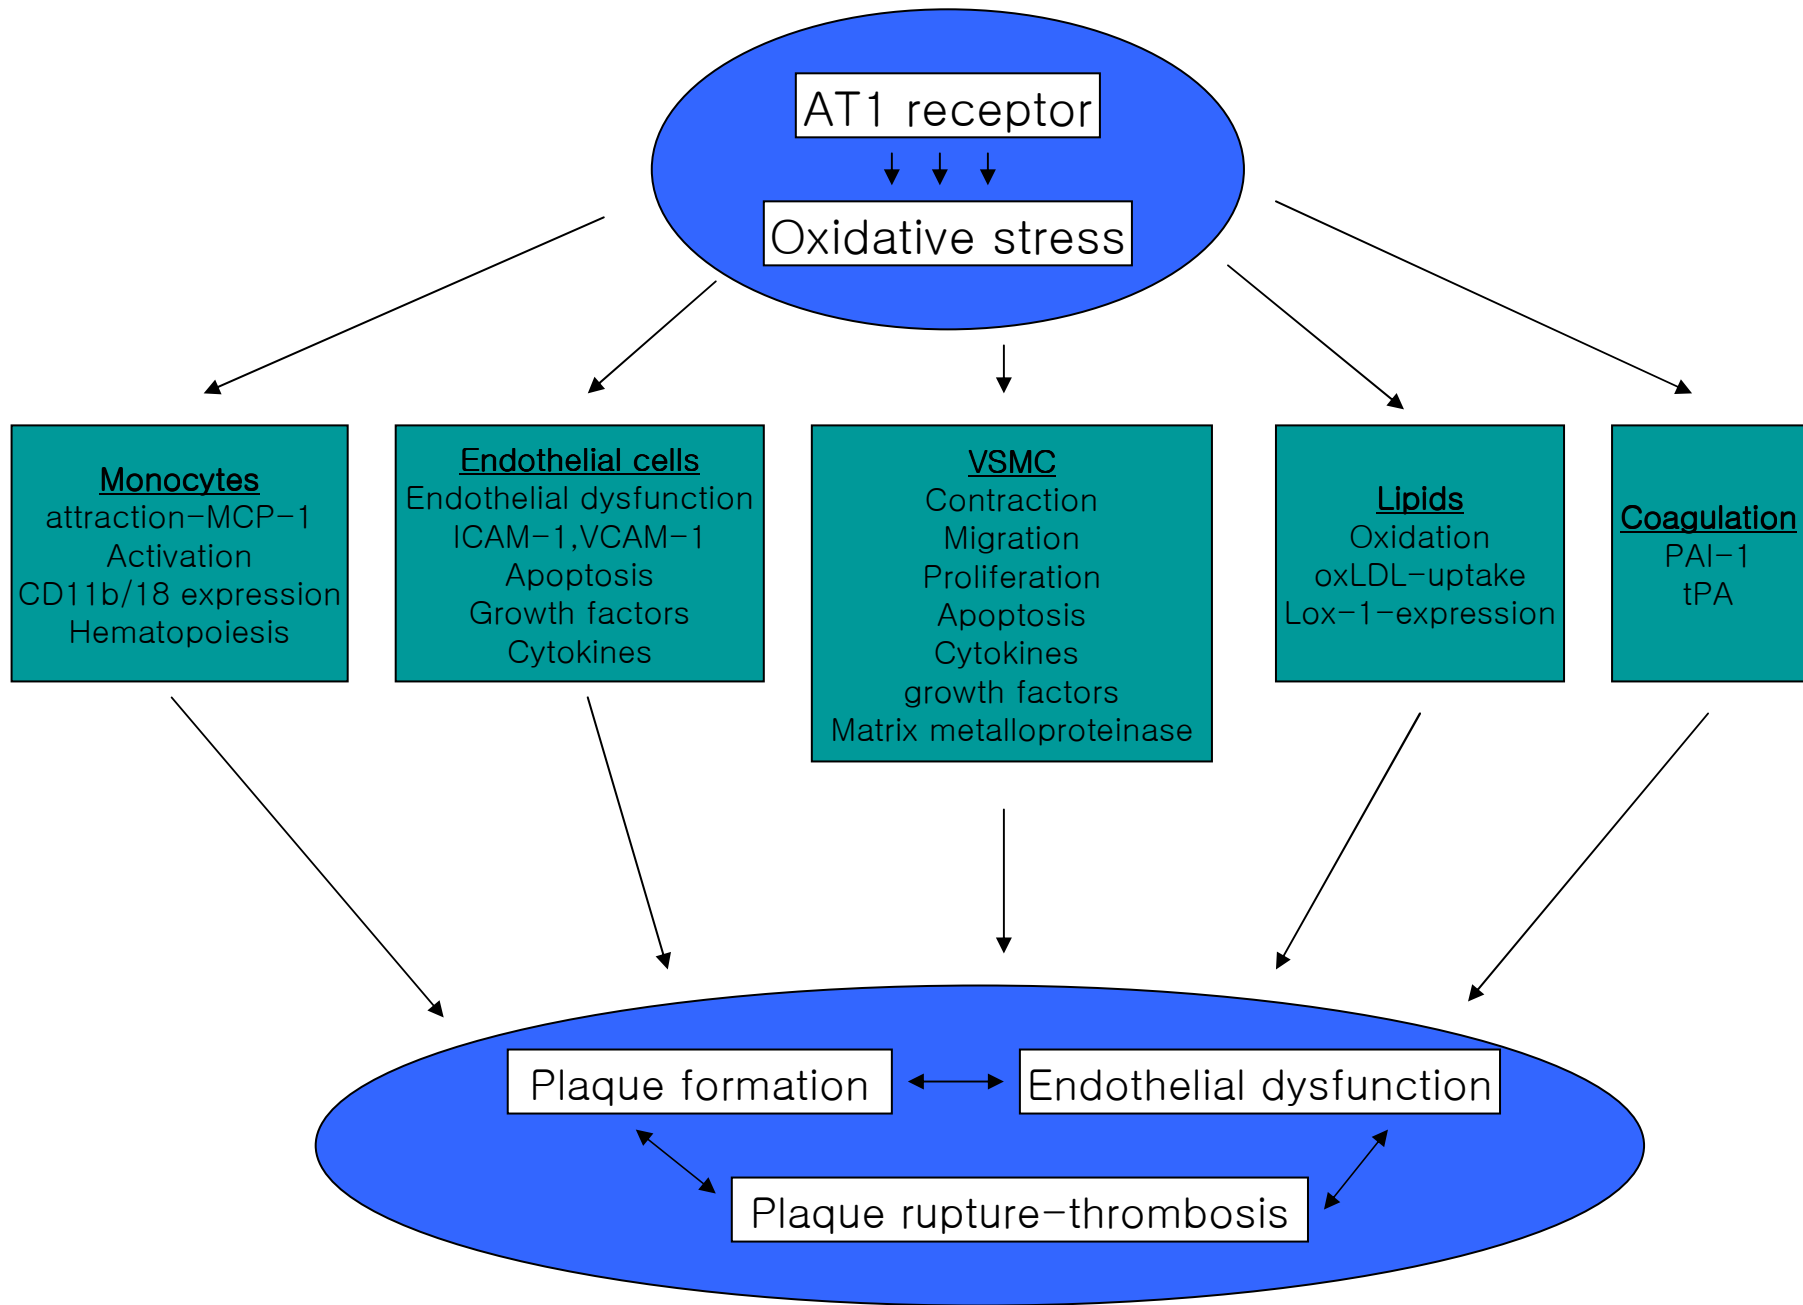 AT1 receptor
Oxidative stress
Monocytes
attraction-MCP-1
Activation
CD11b/18 expression
Hematopoiesis
Endothelial cells
Endothelial dysfunction
ICAM-1,VCAM-1
Apoptosis
Growth factors
Cytokines
VSMC
Contraction
Migration
Proliferation
Apoptosis
Cytokines
growth factors
Matrix metalloproteinase
Lipids
Oxidation
oxLDL-uptake
Lox-1-expression
Coagulation
PAI-1
tPA
Plaque formation
Endothelial dysfunction
Plaque rupture-thrombosis